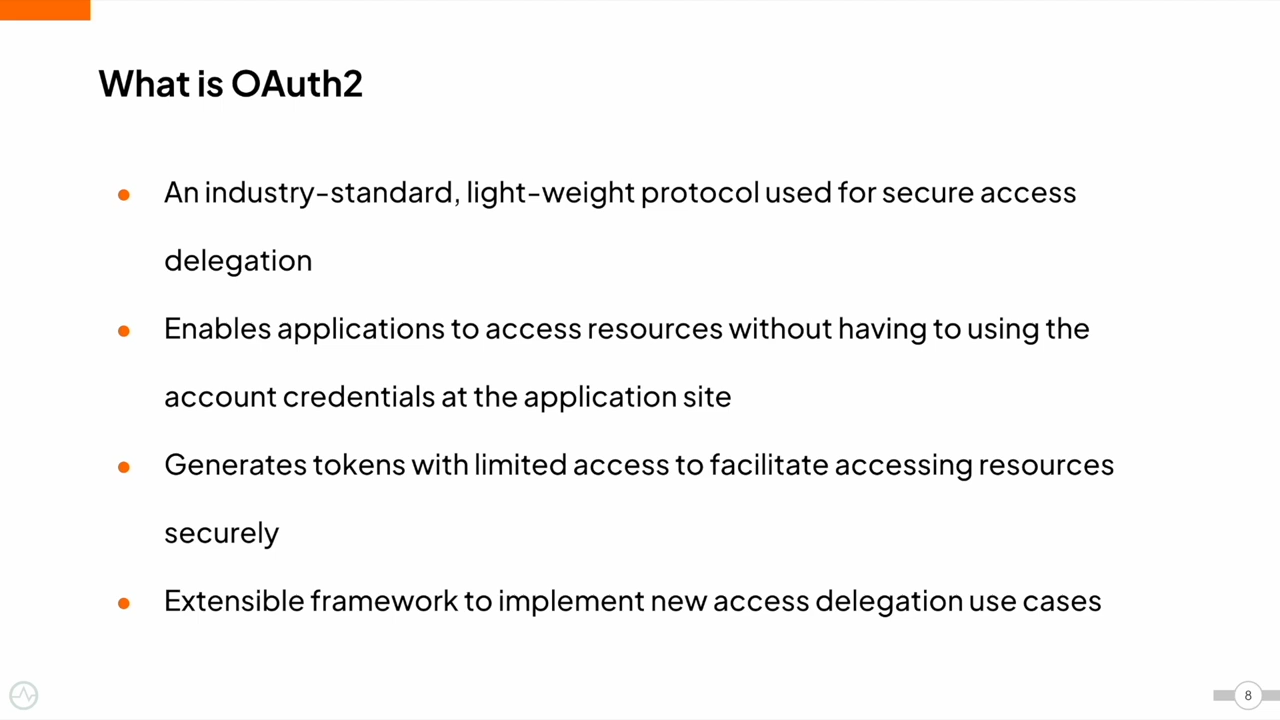 What is OAuth2
An industry-standard, light-weight protocol used for secure access
delegation
Enables applications to access resources without having to using the
account credentials at the application site
Generates tokens with limited access to facilitate accessing resources
securely
Extensible framework to implement new access delegation use cases
8